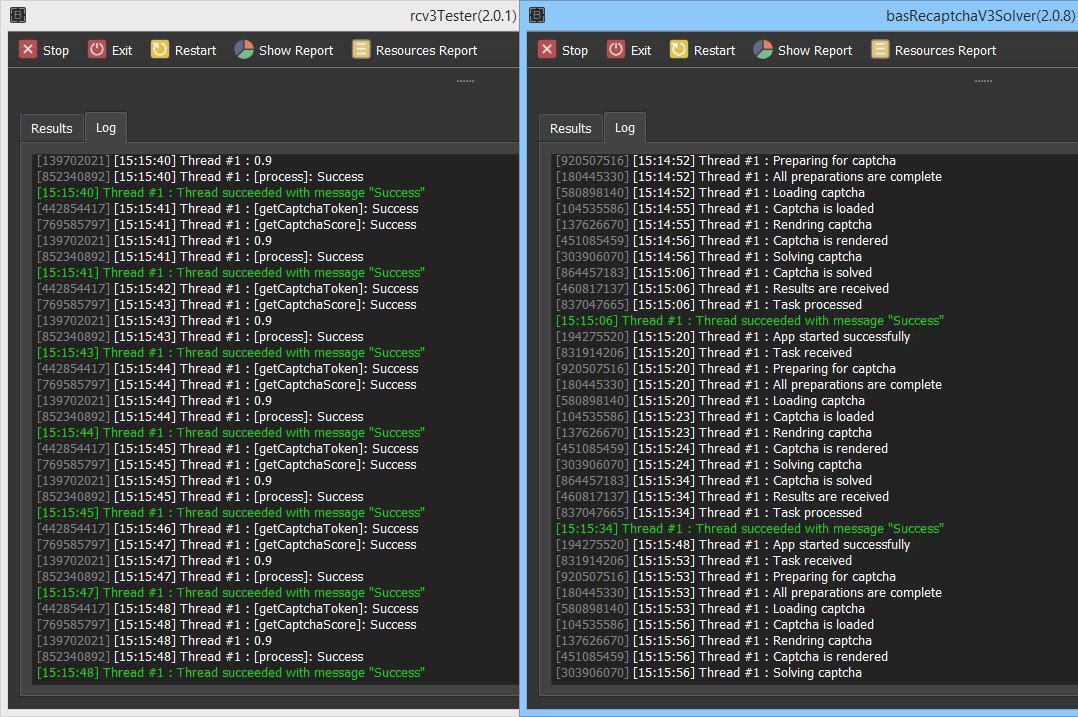 rcv3Tester(2.0.1)
Stop Exit Restart Show Report Resources Report
......
Results Log
[139702021] [15:15:40] Thread #1 : 0.9
[852340892] [15:15:40] Thread #1 : [process]: Success
[15:15:40] Thread #1 : Thread succeeded with message "Success"
[442854417] [15:15:41] Thread #1 : [getCaptchaToken]: Success
[769585797] [15:15:41] Thread #1 : [getCaptchaScore]: Success
[139702021] [15:15:41] Thread #1 : 0.9
[852340892] [15:15:41] Thread #1 : [process]: Success
[15:15:41] Thread #1 : Thread succeeded with message "Success"
[442854417] [15:15:42] Thread #1 : [getCaptchaToken]: Success
[769585797] [15:15:43] Thread #1 : [getCaptchaScore]: Success
[139702021] [15:15:43] Thread #1 : 0.9
[852340892] [15:15:43] Thread #1 : [process]: Success
[15:15:43] Thread #1 : Thread succeeded with message "Success"
[442854417] [15:15:44] Thread #1 : [getCaptchaToken]: Success
[769585797] [15:15:44] Thread #1 : [getCaptchaScore]: Success
[139702021] [15:15:44] Thread #1 : 0.9
[852340892] [15:15:44] Thread #1 : [process]: Success
[15:15:44] Thread #1 : Thread succeeded with message "Success"
[442854417] [15:15:45] Thread #1 : [getCaptchaToken]: Success
[769585797] [15:15:45] Thread #1 : [getCaptchaScore]: Success
[139702021] [15:15:45] Thread #1 : 0.9
[852340892] [15:15:45] Thread #1 : [process]: Success
[15:15:45] Thread #1 : Thread succeeded with message "Success"
[442854417] [15:15:46] Thread #1 : [getCaptchaToken]: Success
[769585797] [15:15:47] Thread #1 : [getCaptchaScore]: Success
[139702021] [15:15:47] Thread #1 : 0.9
[852340892] [15:15:47] Thread #1 : [process]: Success
[15:15:47] Thread #1 : Thread succeeded with message "Success"
[442854417] [15:15:48] Thread #1 : [getCaptchaToken]: Success
[769585797] [15:15:48] Thread #1 : [getCaptchaScore]: Success
[139702021] [15:15:48] Thread #1 : 0.9
[852340892] [15:15:48] Thread #1 : [process]: Success
[15:15:48] Thread #1 : Thread succeeded with message "Success"
basRecaptchaV3Solver(2.0.8)
Stop Exit Restart Show Report Resources Report
......
Results Log
[920507516] [15:14:52] Thread #1 : Preparing for captcha
[180445330] [15:14:52] Thread #1 : All preparations are complete
[580898140] [15:14:52] Thread #1 : Loading captcha
[104535586] [15:14:55] Thread #1 : Captcha is loaded
[137626670] [15:14:55] Thread #1 : Rendring captcha
[451085459] [15:14:56] Thread #1 : Captcha is rendered
[303906070] [15:14:56] Thread #1 : Solving captcha
[864457183] [15:15:06] Thread #1 : Captcha is solved
[460817137] [15:15:06] Thread #1 : Results are received
[837047665] [15:15:06] Thread #1 : Task processed
[15:15:06] Thread #1 : Thread succeeded with message "Success"
[194275520] [15:15:20] Thread #1 : App started successfully
[831914206] [15:15:20] Thread #1 : Task received
[920507516] [15:15:20] Thread #1 : Preparing for captcha
[180445330] [15:15:20] Thread #1 : All preparations are complete
[580898140] [15:15:20] Thread #1 : Loading captcha
[104535586] [15:15:23] Thread #1 : Captcha is loaded
[137626670] [15:15:23] Thread #1 : Rendring captcha
[451085459] [15:15:24] Thread #1 : Captcha is rendered
[303906070] [15:15:24] Thread #1 : Solving captcha
[864457183] [15:15:34] Thread #1 : Captcha is solved
[460817137] [15:15:34] Thread #1 : Results are received
[837047665] [15:15:34] Thread #1 : Task processed
[15:15:34] Thread #1 : Thread succeeded with message "Success"
[194275520] [15:15:48] Thread #1 : App started successfully
[831914206] [15:15:53] Thread #1 : Task received
[920507516] [15:15:53] Thread #1 : Preparing for captcha
[180445330] [15:15:53] Thread #1 : All preparations are complete
[580898140] [15:15:53] Thread #1 : Loading captcha
[104535586] [15:15:56] Thread #1 : Captcha is loaded
[137626670] [15:15:56] Thread #1 : Rendring captcha
[451085459] [15:15:56] Thread #1 : Captcha is rendered
[303906070] [15:15:56] Thread #1 : Solving captcha